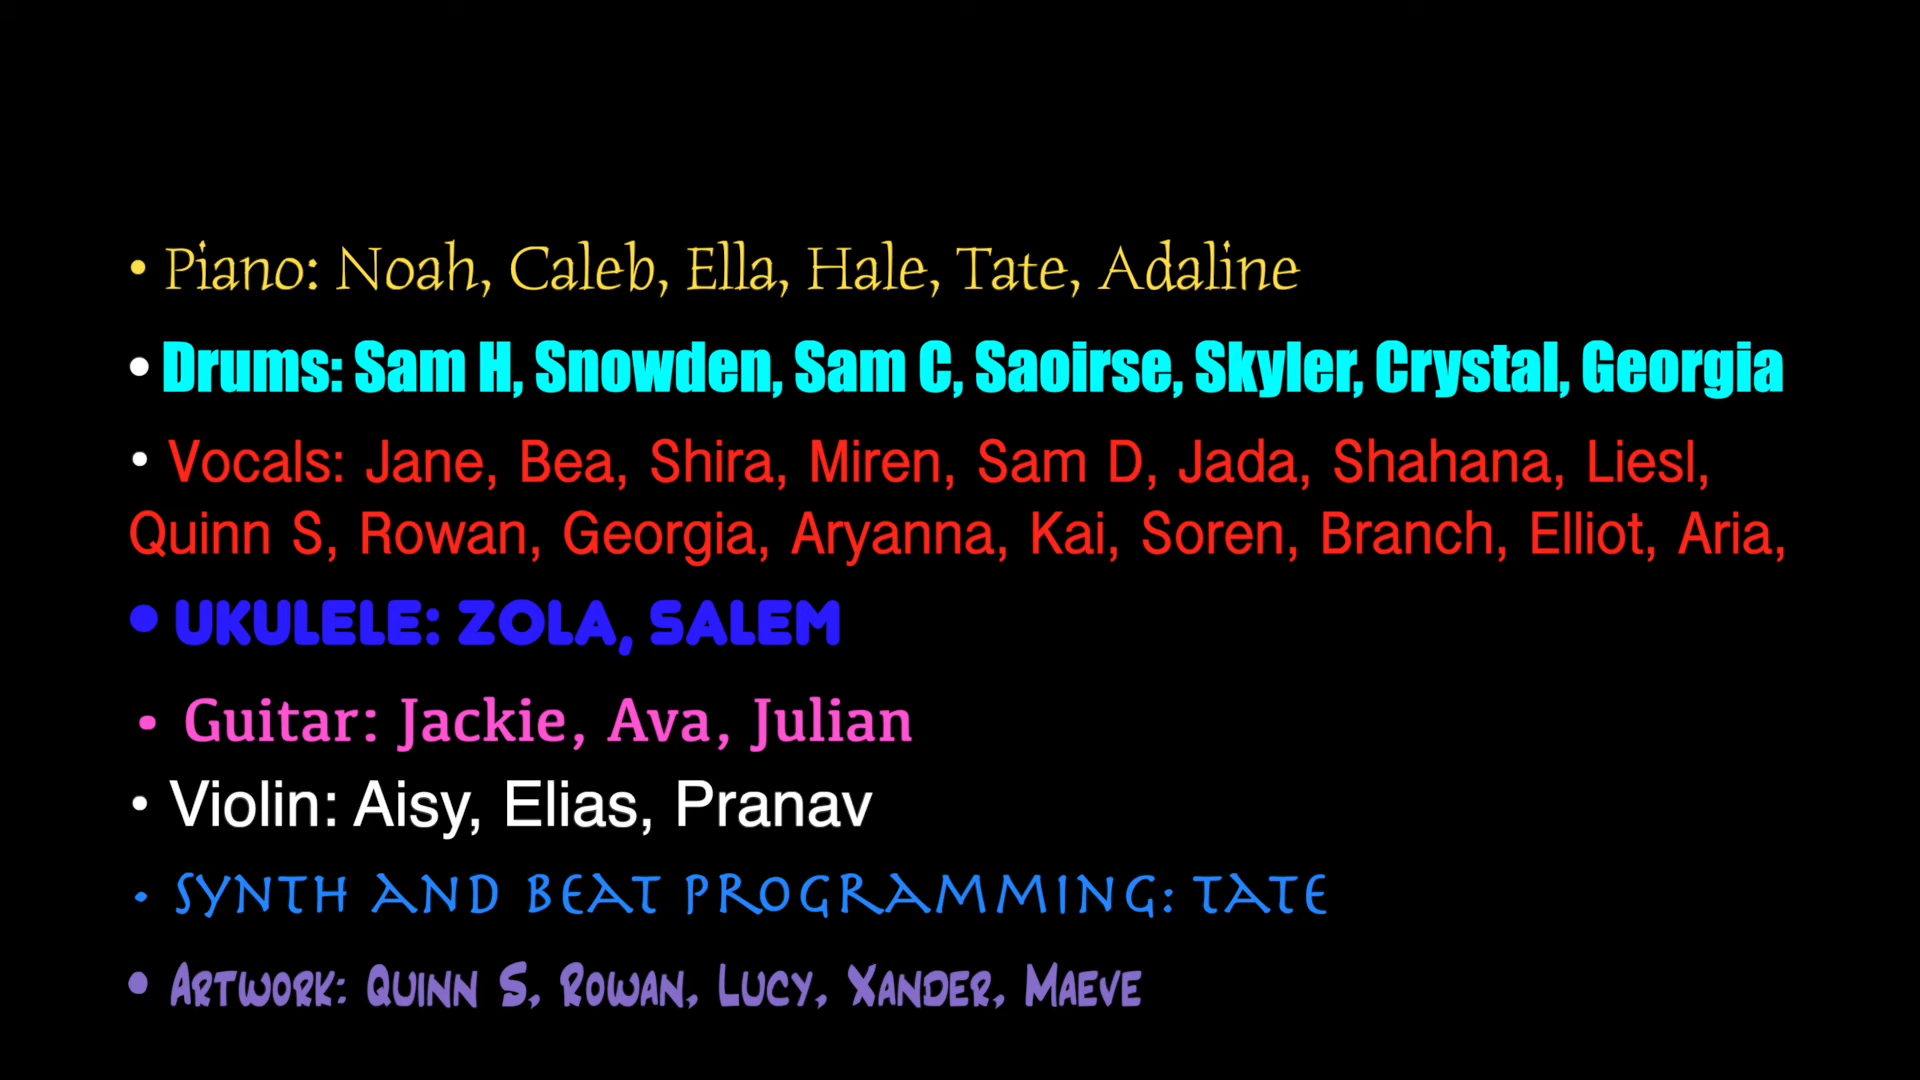 • Piano: Noah, Caleb, Ella, Hale, Tate, Adaline
• Drums: Sam H, Snowden, Sam C, Saoirse, Skyler, Crystal, Georgia
• Vocals: Jane, Bea, Shira, Miren, Sam D, Jada, Shahana, Liesl,
Quinn S, Rowan, Georgia, Aryanna, Kai, Soren, Branch, Elliot, Aria,
• UKULELE: ZOLA, SALEM
• Guitar: Jackie, Ava, Julian
• Violin: Aisy, Elias, Pranav
• SYNTH AND BEAT PROGRAMMING: TATE
• ARTWORK: QUINN S, ROWAN, LUCY, XANDER, MAEVE